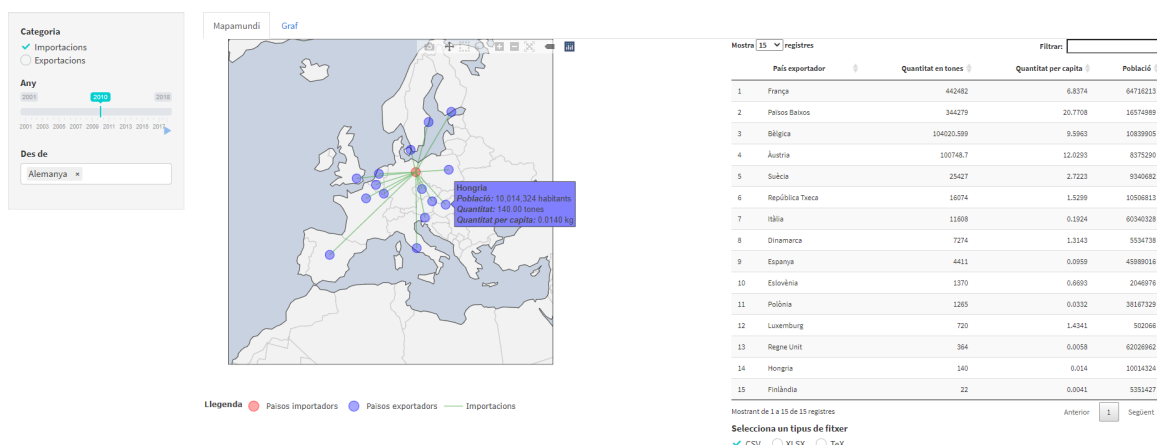 Categoria
Importacions
Exportacions
Any
2001 2010 2018
2001 2003 2005 2007 2009 2011 2013 2015 2017
Des de
Alemanya ×
Mapamundi Graf
Hongria
Població: 10,014,324 habitants
Quantitat: 140.00 tones
Quantitat per capita: 0.0140 kg
Llegenda Països importadors Països exportadors Importacions
Mostra 15 registres Filtrar:
País exportador Quantitat en tones Quantitat per capita Població
1 França 442482 6.8374 64716213
2 Països Baixos 344279 20.7708 16574989
3 Bèlgica 104020.599 9.5963 10839905
4 Àustria 100748.7 12.0293 8375290
5 Suècia 25427 2.7223 9340682
6 República Txeca 16074 1.5299 10506813
7 Itàlia 11608 0.1924 60340328
8 Dinamarca 7274 1.3143 5534738
9 Espanya 4411 0.0959 45989016
10 Eslovènia 1370 0.6693 2046976
11 Polònia 1265 0.0332 38167329
12 Luxemburg 720 1.4341 502066
13 Regne Unit 364 0.0058 62026962
14 Hongria 140 0.014 10014324
15 Finlàndia 22 0.0041 5351427
Mostrant de 1 a 15 de 15 registres Anterior 1 Següent
Selecciona un tipus de fitxer
CSV XLSX TeX